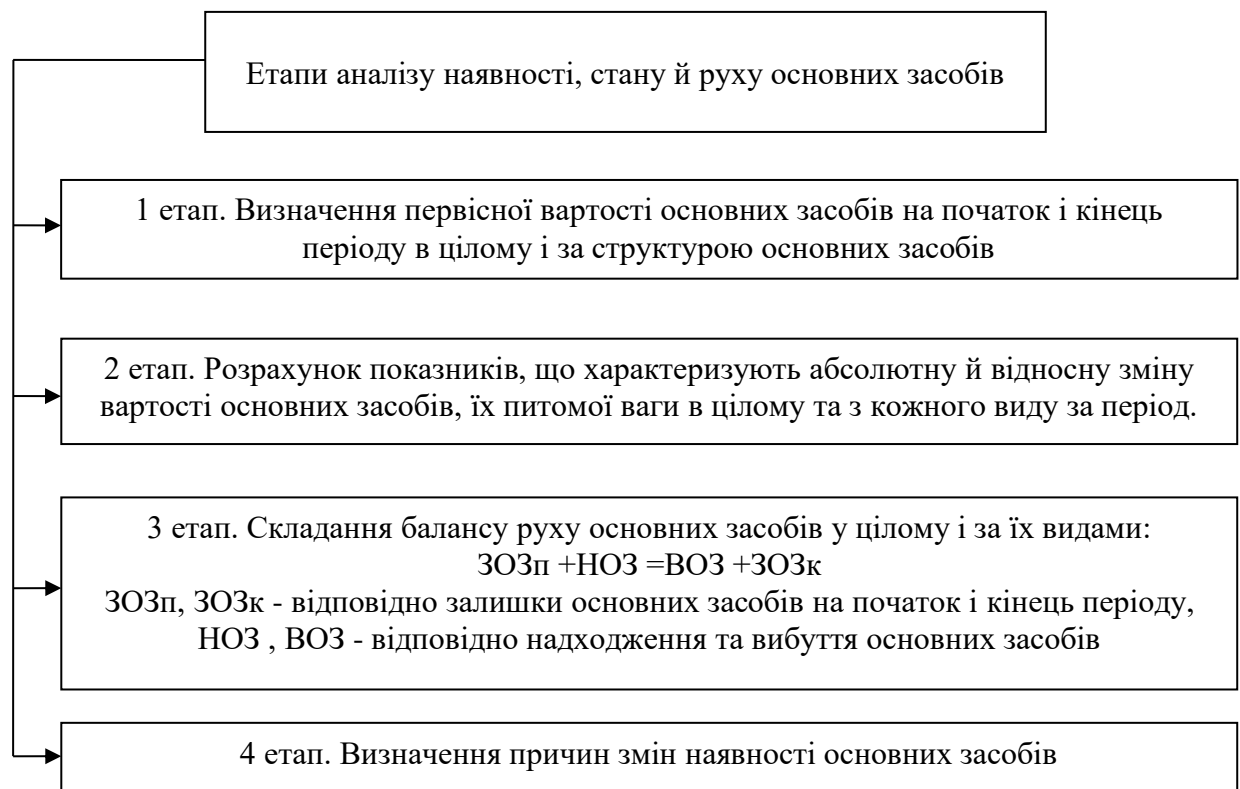 Етапи аналізу наявності, стану й руху основних засобів
1 етап. Визначення первісної вартості основних засобів на початок і кінець
періоду в цілому і за структурою основних засобів
2 етап. Розрахунок показників, що характеризують абсолютну й відносну зміну
вартості основних засобів, їх питомої ваги в цілому та з кожного виду за період.
3 етап. Складання балансу руху основних засобів у цілому і за їх видами:
ЗОЗп +НОЗ =ВОЗ +ЗОЗк
ЗОЗп, ЗОЗк - відповідно залишки основних засобів на початок і кінець періоду,
НОЗ , ВОЗ - відповідно надходження та вибуття основних засобів
4 етап. Визначення причин змін наявності основних засобів